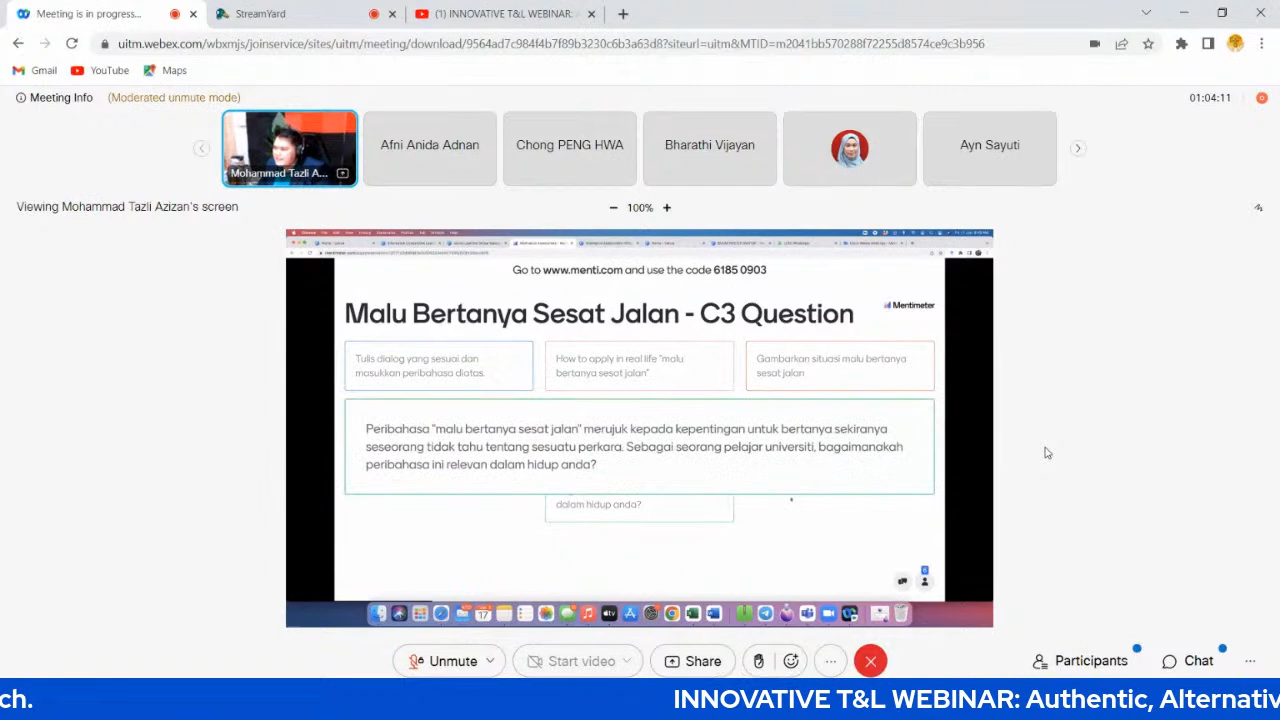 Meeting is in progress...
StreamYard
(1) INNOVATIVE T&L WEBINAR:
uitm.webex.com/wbxmjs/joinservice/sites/uitm/meeting/download/9564ad7c984f4b7f89b3230c6b3a63d8?siteurl=uitm&MTID=m2041bb570288f72255d8574ce9c3b956
Gmail YouTube Maps
Meeting Info (Moderated unmute mode) 01:04:11
Mohammad Tazli A...
Afni Anida Adnan
Chong PENG HWA
Bharathi Vijayan
Ayn Sayuti
Viewing Mohammad Tazli Azizan's screen
100%
Go to www.menti.com and use the code 6185 0903
Malu Bertanya Sesat Jalan - C3 Question
Mentimeter
Tulis dialog yang sesuai dan
masukkan peribahasa diatas.
How to apply in real life "malu
bertanya sesat jalan"
Gambarkan situasi malu bertanya
sesat jalan
Peribahasa "malu bertanya sesat jalan" merujuk kepada kepentingan untuk bertanya sekiranya
seseorang tidak tahu tentang sesuatu perkara. Sebagai seorang pelajar universiti, bagaimanakah
peribahasa ini relevan dalam hidup anda?
dalam hidup anda?
Unmute
Start video
Share
Participants
Chat
ch.
INNOVATIVE T&L WEBINAR: Authentic, Alternativ